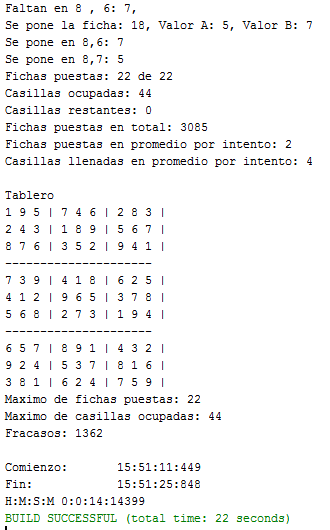 Faltan en 8 , 6: 7,
Se pone la ficha: 18, Valor A: 5, Valor B: 7
Se pone en 8,6: 7
Se pone en 8,7: 5
Fichas puestas: 22 de 22
Casillas ocupadas: 44
Casillas restantes: 0
Fichas puestas en total: 3085
Fichas puestas en promedio por intento: 2
Casillas llenadas en promedio por intento: 4
Tablero
1 9 5 | 7 4 6 | 2 8 3 |
2 4 3 | 1 8 9 | 5 6 7 |
8 7 6 | 3 5 2 | 9 4 1 |
---------------------
7 3 9 | 4 1 8 | 6 2 5 |
4 1 2 | 9 6 5 | 3 7 8 |
5 6 8 | 2 7 3 | 1 9 4 |
---------------------
6 5 7 | 8 9 1 | 4 3 2 |
9 2 4 | 5 3 7 | 8 1 6 |
3 8 1 | 6 2 4 | 7 5 9 |
Maximo de fichas puestas: 22
Maximo de casillas ocupadas: 44
Fracasos: 1362
Comienzo: 15:51:11:449
Fin: 15:51:25:848
H:M:S:M 0:0:14:14399
BUILD SUCCESSFUL (total time: 22 seconds)